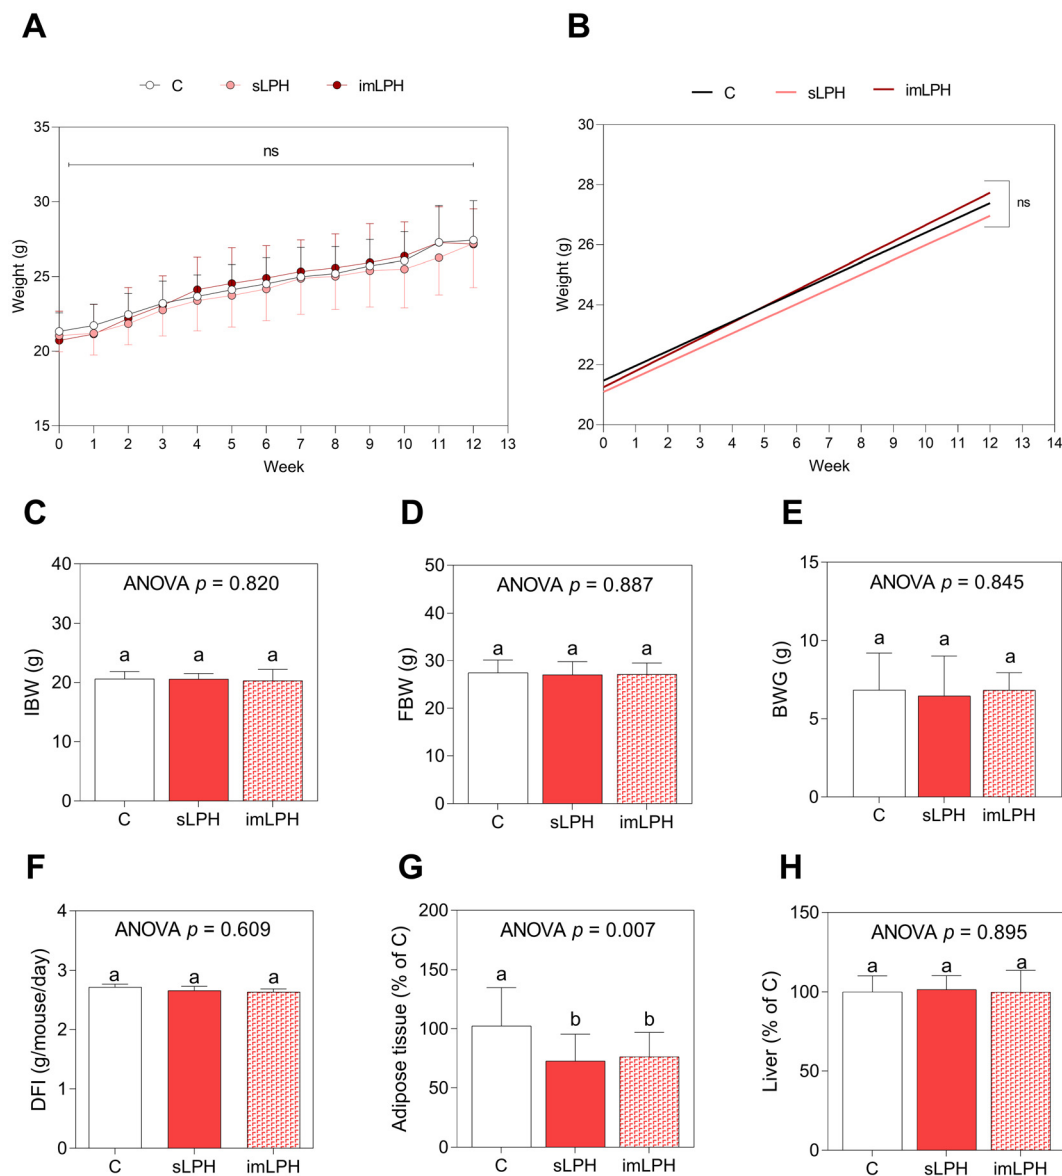 A
B
C sLPH imLPH
C sLPH imLPH
35
30
25
20
15
Weight (g)
ns
0 1 2 3 4 5 6 7 8 9 10 11 12 13
Week
30
28
26
24
22
20
Weight (g)
ns
0 1 2 3 4 5 6 7 8 9 10 11 12 13 14
Week
C
ANOVA p = 0.820
40
30
20
10
0
IBW (g)
a a a
C sLPH imLPH
D
ANOVA p = 0.887
50
40
30
20
10
0
FBW (g)
a a a
C sLPH imLPH
E
ANOVA p = 0.845
15
10
5
0
BWG (g)
a a a
C sLPH imLPH
F
ANOVA p = 0.609
4
3
2
1
0
DFI (g/mouse/day)
a a a
C sLPH imLPH
G
ANOVA p = 0.007
200
150
100
50
0
Adipose tissue (% of C)
a b b
C sLPH imLPH
H
ANOVA p = 0.895
150
100
50
0
Liver (% of C)
a a a
C sLPH imLPH